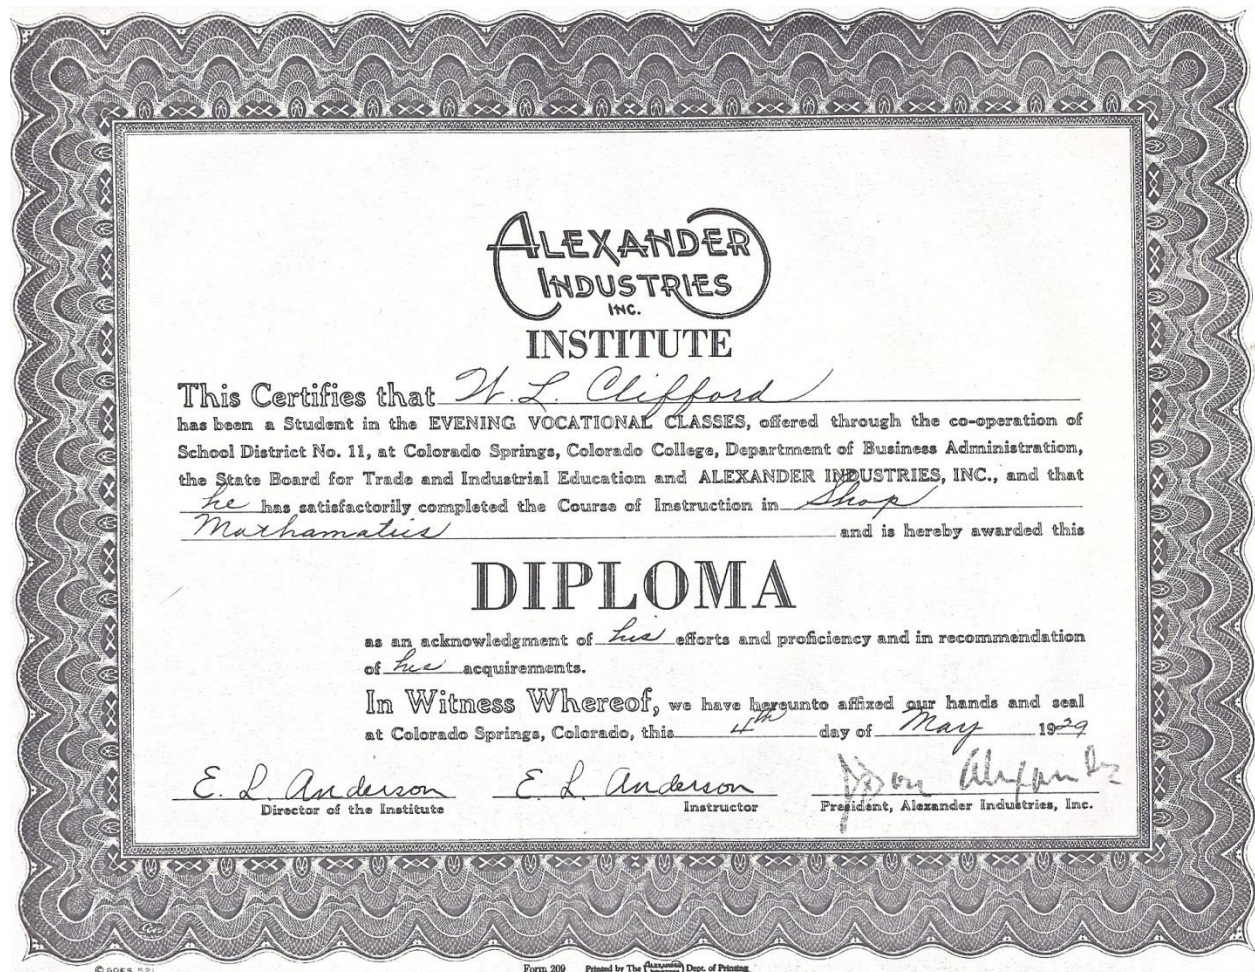 ALEXANDER
INDUSTRIES
INC.
INSTITUTE
This Certifies that W. L. Clifford
has been a Student in the EVENING VOCATIONAL CLASSES, offered through the co-operation of
School District No. 11, at Colorado Springs, Colorado College, Department of Business Administration,
the State Board for Trade and Industrial Education and ALEXANDER INDUSTRIES, INC., and that
he has satisfactorily completed the Course of Instruction in Shop
Mathamatics and is hereby awarded this
DIPLOMA
as an acknowledgment of his efforts and proficiency and in recommendation
of his acquirements.
In Witness Whereof, we have hereunto affixed our hands and seal
at Colorado Springs, Colorado, this 4th day of May 1929
E. L. Anderson E. L. Anderson Don Alexander
Director of the Institute Instructor President, Alexander Industries, Inc.
Goes
© GOES 521 Form 209 Printed by The ALEXANDER Dept. of Printing